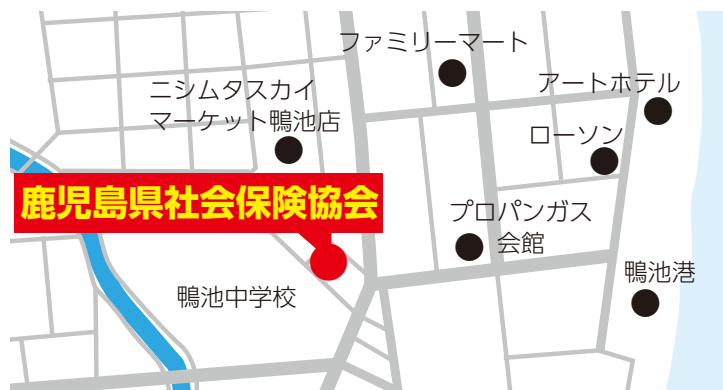 ファミリーマート
ニシムタスカイ
マーケット鴨池店
アートホテル
ローソン
鹿児島県社会保険協会
プロパンガス
会館
鴨池港
鴨池中学校